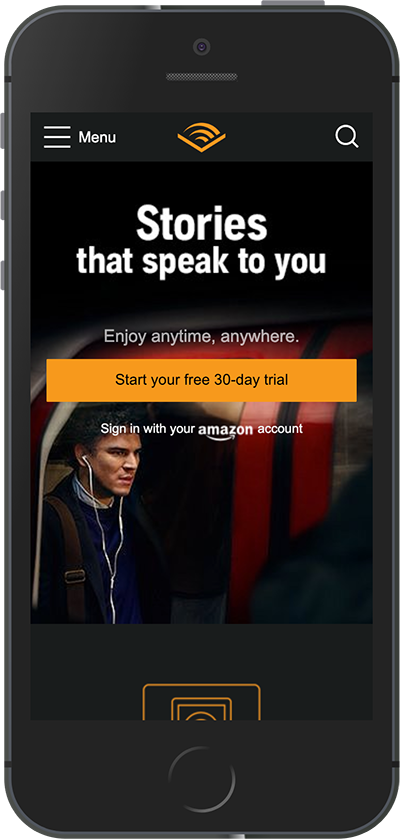 Menu
Stories
that speak to you
Enjoy anytime, anywhere.
Start your free 30-day trial
Sign in with your amazon account